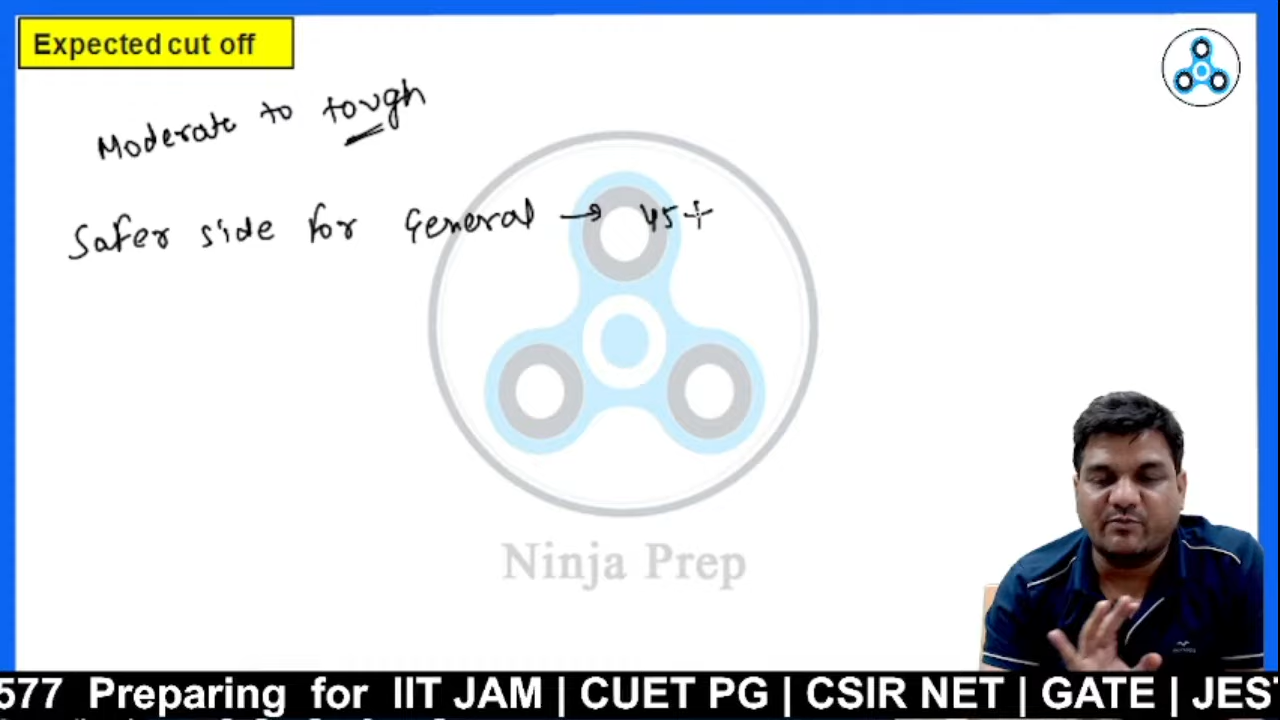 Expected cut off
Moderate to tough
Safer side for General → 45+
Ninja Prep
577 Preparing for IIT JAM | CUET PG | CSIR NET | GATE | JEST